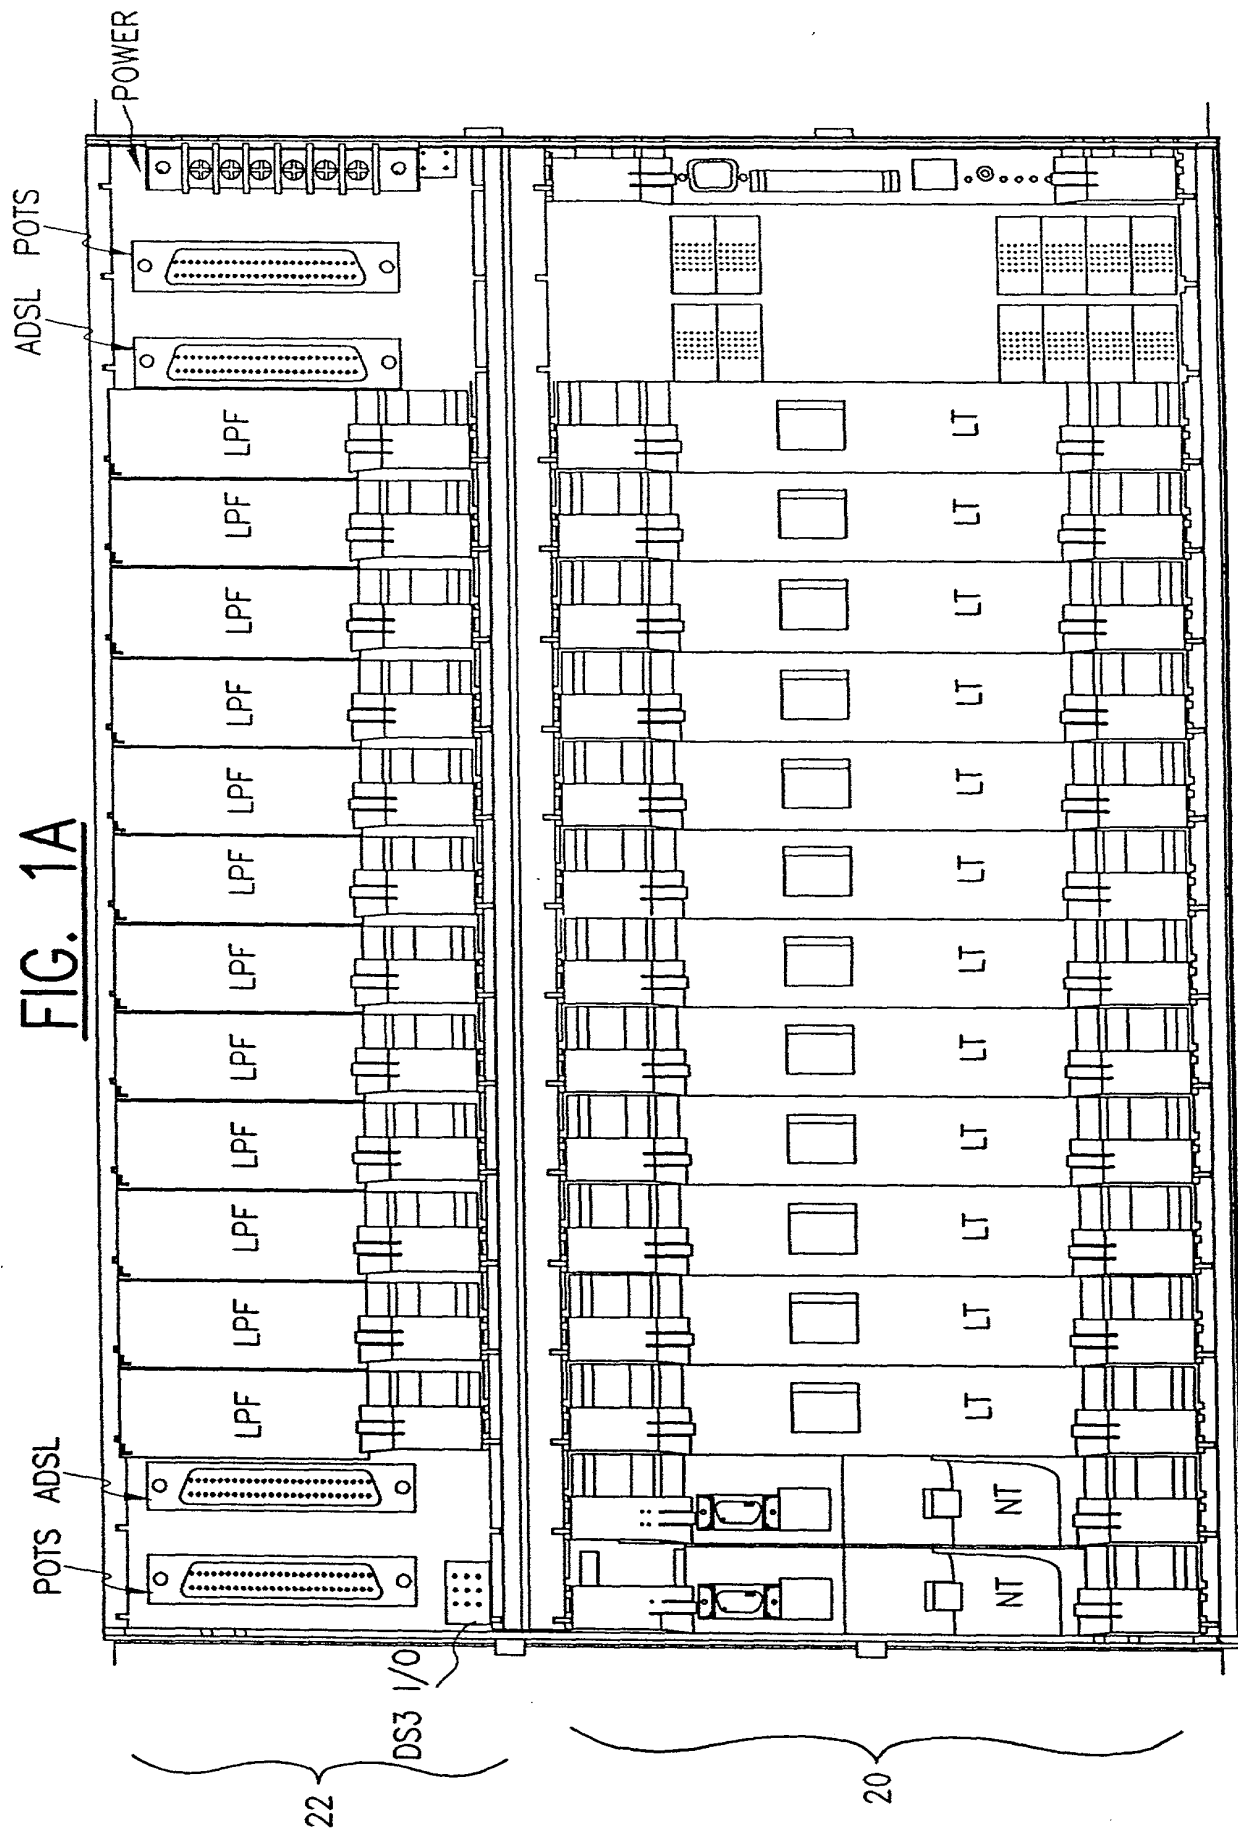 FIG. 1A
POTS ADSL
ADSL POTS
POWER
LPF LPF LPF LPF LPF LPF LPF LPF LPF LPF LPF LPF
22
DS3 I/O
20
NT NT LT LT LT LT LT LT LT LT LT LT LT LT